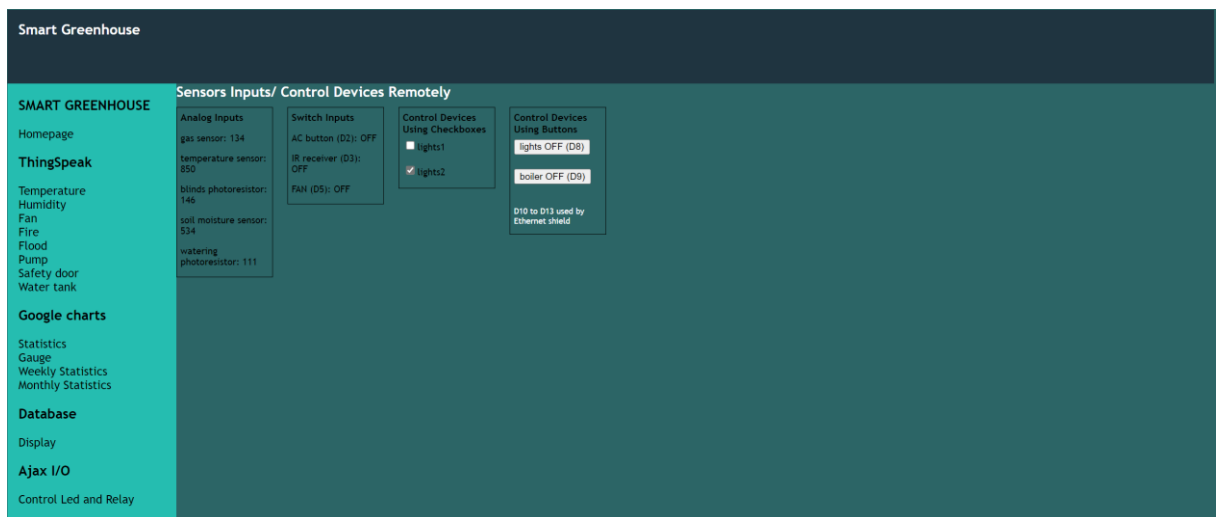 Smart Greenhouse
SMART GREENHOUSE
Homepage
ThingSpeak
Temperature
Humidity
Fan
Fire
Flood
Pump
Safety door
Water tank
Google charts
Statistics
Gauge
Weekly Statistics
Monthly Statistics
Database
Display
Ajax I/O
Control Led and Relay
Sensors Inputs/ Control Devices Remotely
Analog Inputs
gas sensor: 134
temperature sensor:
850
blinds photoresistor:
146
soil moisture sensor:
534
watering
photoresistor: 111
Switch Inputs
AC button (D2): OFF
IR receiver (D3):
OFF
FAN (D5): OFF
Control Devices
Using Checkboxes
lights1
lights2
Control Devices
Using Buttons
lights OFF (D8)
boiler OFF (D9)
D10 to D13 used by
Ethernet shield